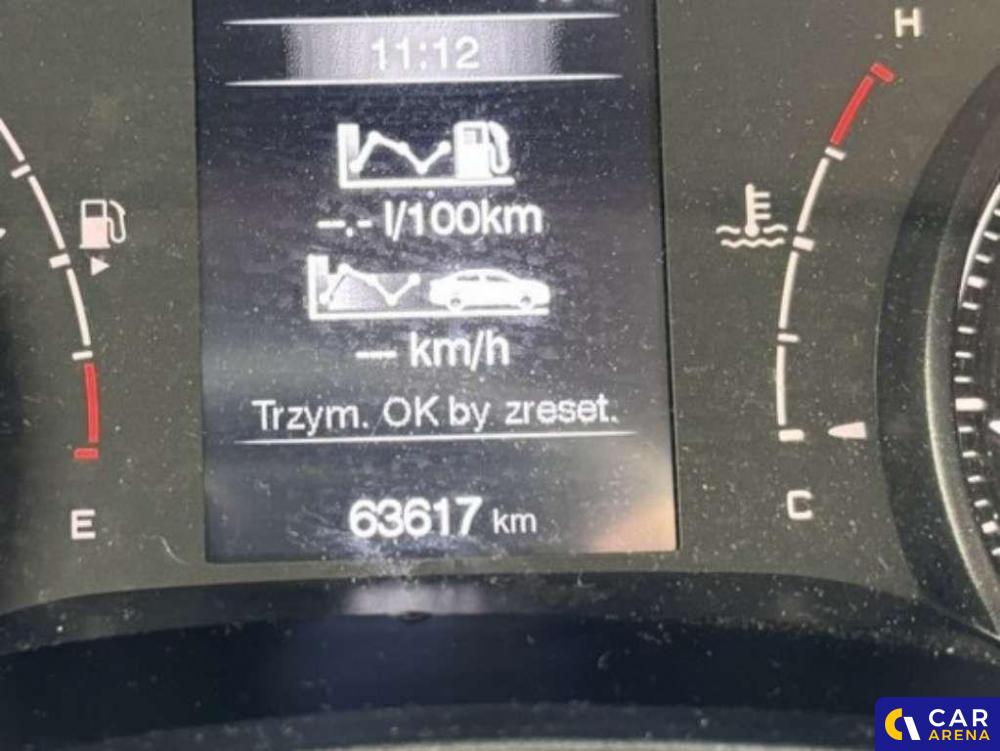 H
11:12
-.- l/100km
--- km/h
Trzym. OK by zreset.
63617 km
E
C
CAR
ARENA